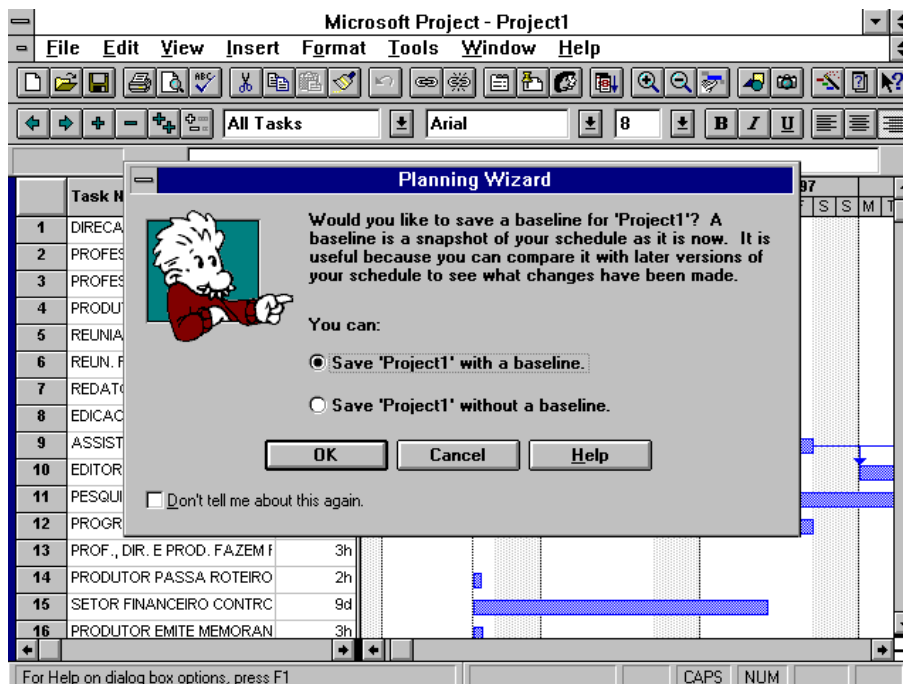 Microsoft Project - Project1
File Edit View Insert Format Tools Window Help
ABC
All Tasks Arial 8 B I U
Planning Wizard
97
Task
S S M T
Would you like to save a baseline for 'Project1'? A
baseline is a snapshot of your schedule as it is now. It is
useful because you can compare it with later versions of
your schedule to see what changes have been made.
You can:
Save 'Project1' with a baseline.
Save 'Project1' without a baseline.
OK Cancel Help
Don't tell me about this again.
1 DIRECA
2 PROFES
3 PROFES
4 PRODU
5 REUNIA
6 REUN. F
7 REDAT
8 EDICAC
9 ASSIST
10 EDITOR
11 PESQUI
12 PROGR
13 PROF., DIR. E PROD. FAZEM F 3h
14 PRODUTOR PASSA ROTEIRO 2h
15 SETOR FINANCEIRO CONTRC 9d
16 PRODUTOR EMITE MEMORAN 3h
For Help on dialog box options, press F1 CAPS NUM